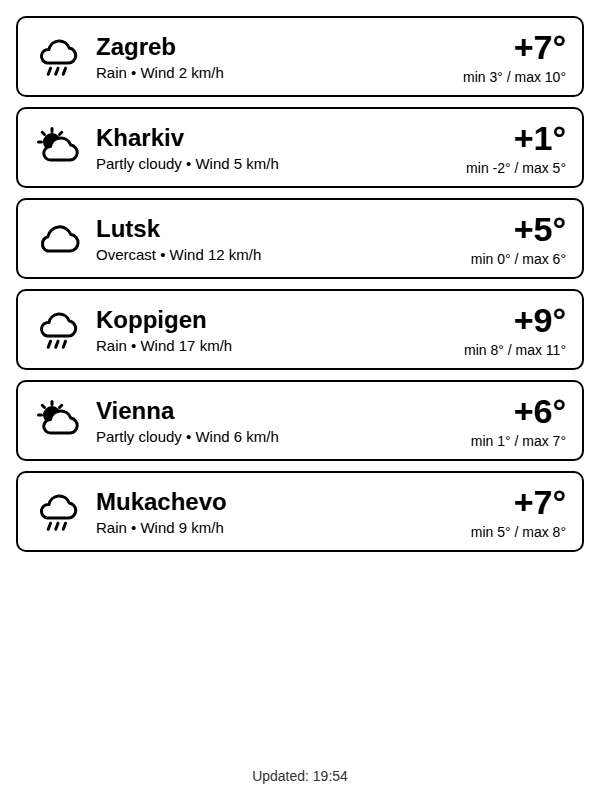 Zagreb
+7°
Rain • Wind 2 km/h
min 3° / max 10°
Kharkiv
+1°
Partly cloudy • Wind 5 km/h
min -2° / max 5°
Lutsk
+5°
Overcast • Wind 12 km/h
min 0° / max 6°
Koppigen
+9°
Rain • Wind 17 km/h
min 8° / max 11°
Vienna
+6°
Partly cloudy • Wind 6 km/h
min 1° / max 7°
Mukachevo
+7°
Rain • Wind 9 km/h
min 5° / max 8°
Updated: 19:54